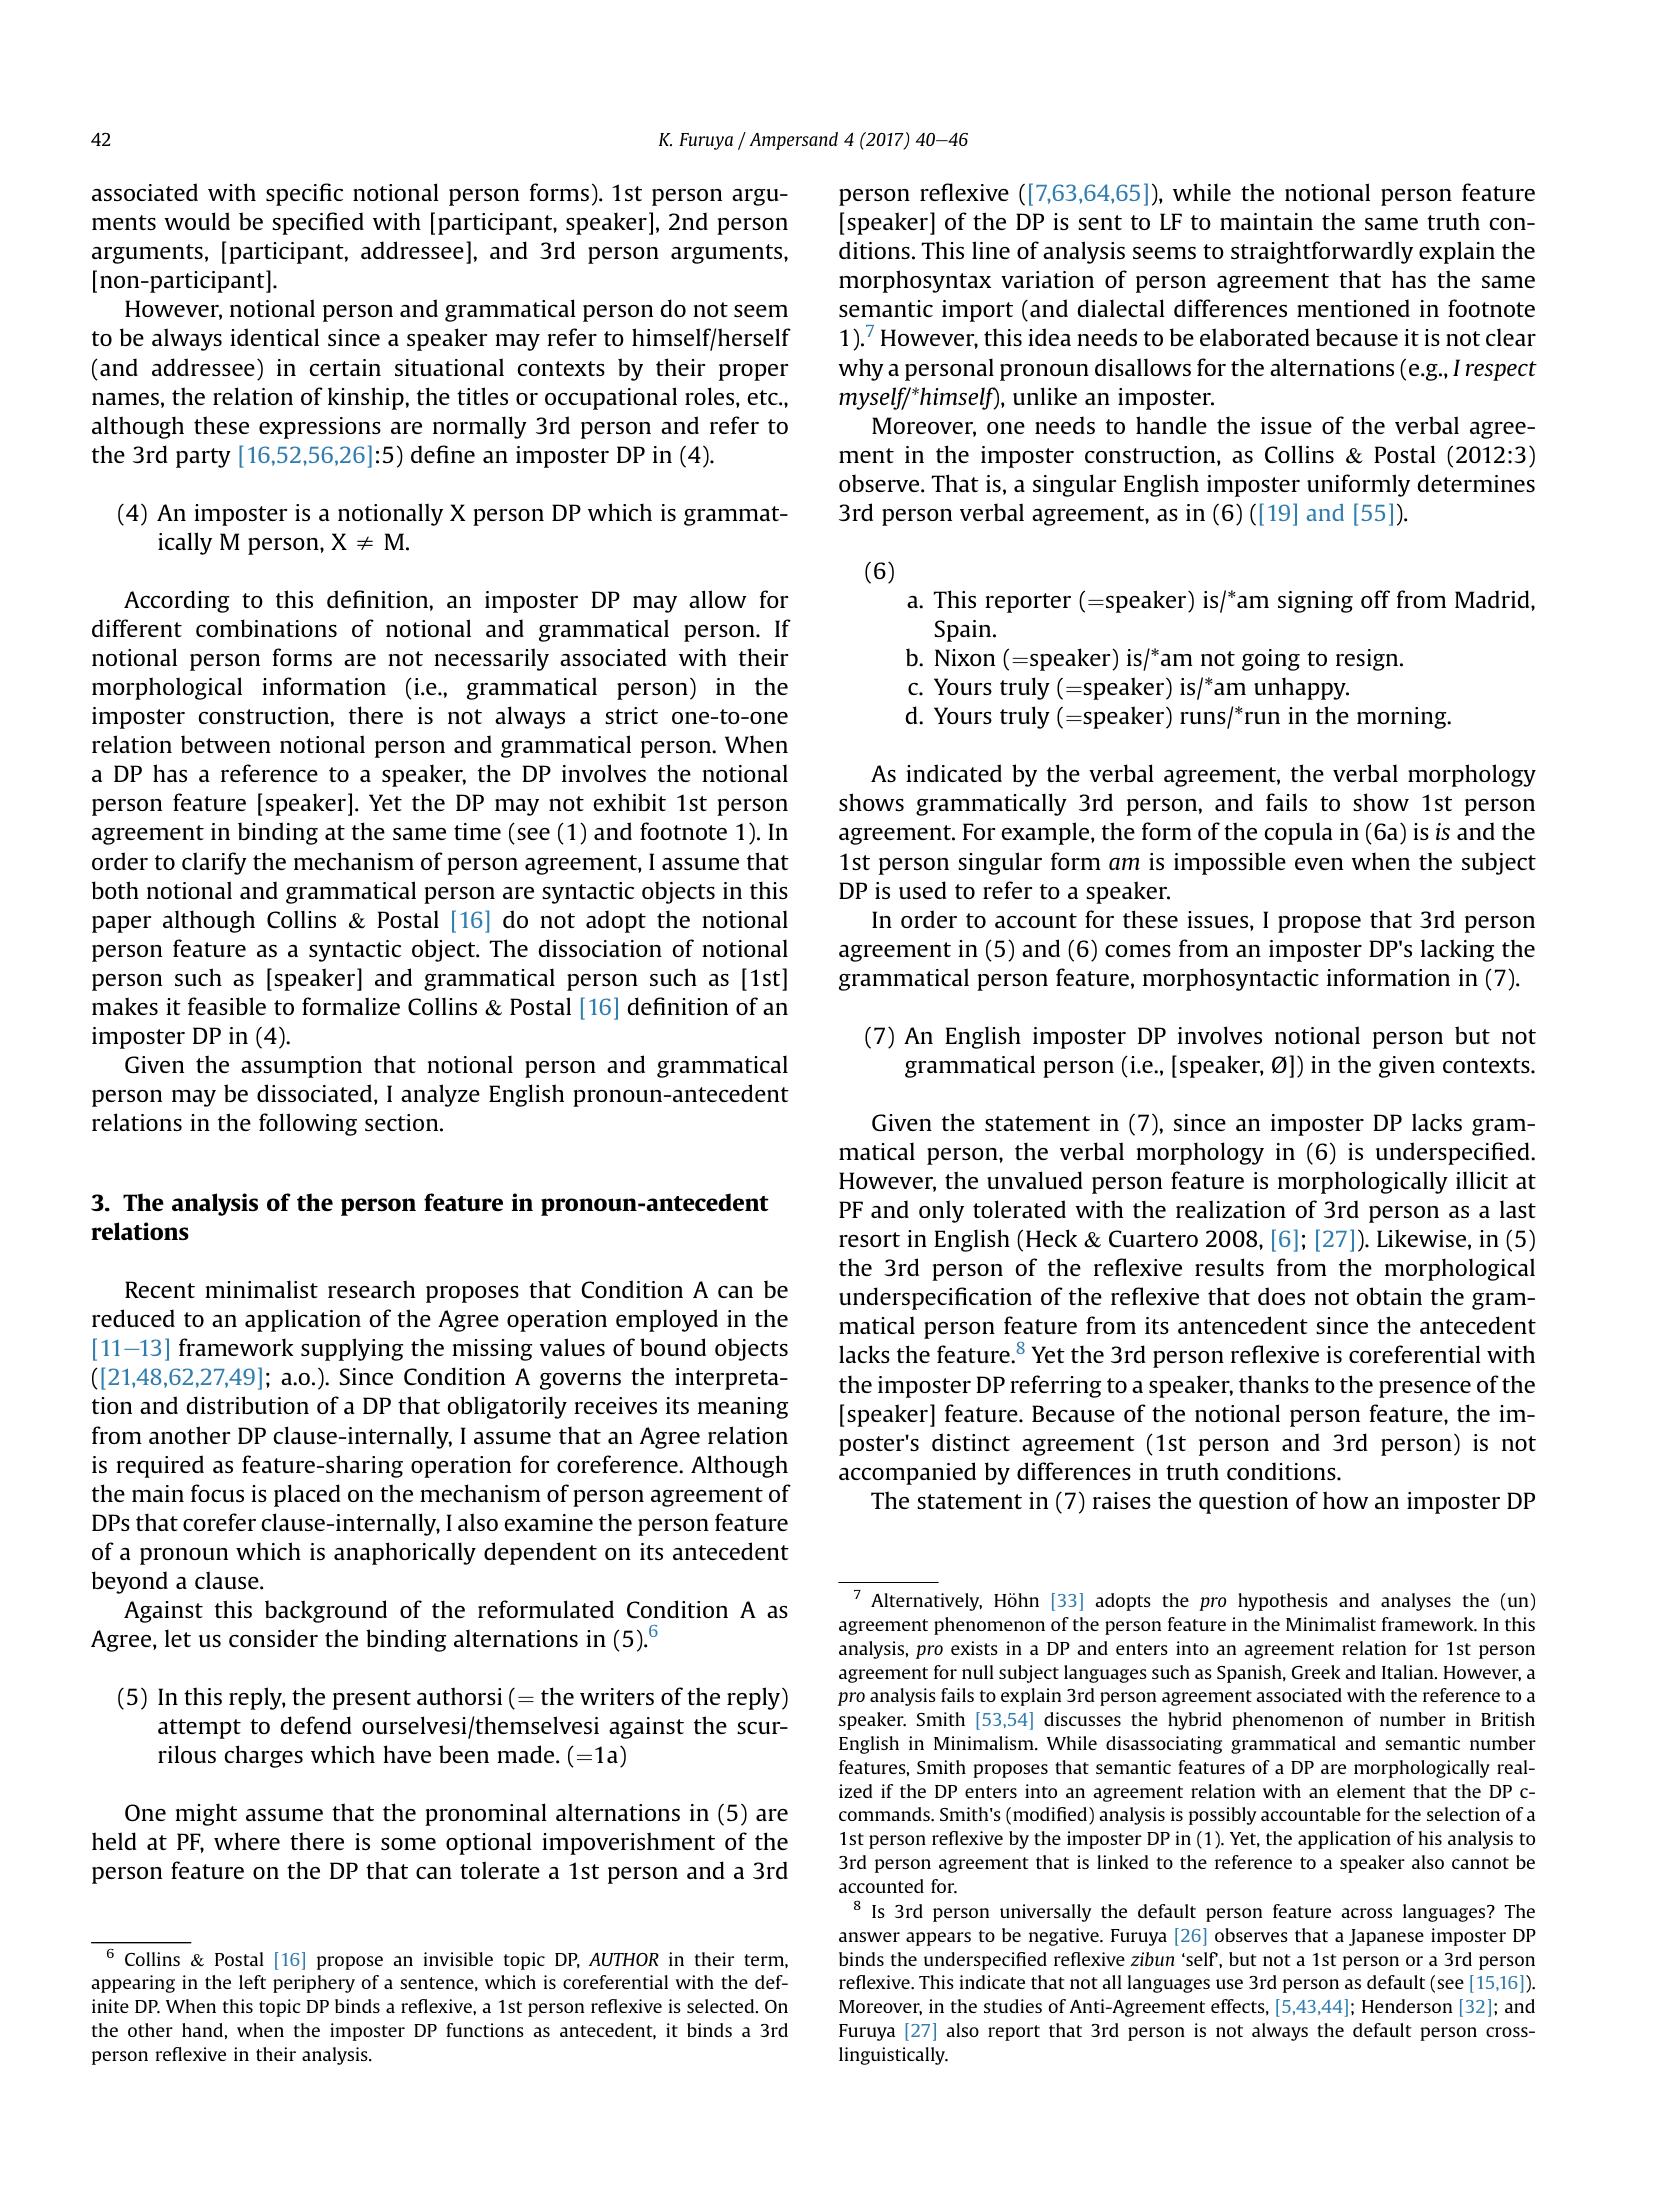 42
K. Furuya / Ampersand 4 (2017) 40–46
associated with specific notional person forms). 1st person argu-
ments would be specified with [participant, speaker], 2nd person
arguments, [participant, addressee], and 3rd person arguments,
[non-participant].
However, notional person and grammatical person do not seem
to be always identical since a speaker may refer to himself/herself
(and addressee) in certain situational contexts by their proper
names, the relation of kinship, the titles or occupational roles, etc.,
although these expressions are normally 3rd person and refer to
the 3rd party [16,52,56,26]:5) define an imposter DP in (4).
(4) An imposter is a notionally X person DP which is grammat-
ically M person, X ≠ M.
According to this definition, an imposter DP may allow for
different combinations of notional and grammatical person. If
notional person forms are not necessarily associated with their
morphological information (i.e., grammatical person) in the
imposter construction, there is not always a strict one-to-one
relation between notional person and grammatical person. When
a DP has a reference to a speaker, the DP involves the notional
person feature [speaker]. Yet the DP may not exhibit 1st person
agreement in binding at the same time (see (1) and footnote 1). In
order to clarify the mechanism of person agreement, I assume that
both notional and grammatical person are syntactic objects in this
paper although Collins & Postal [16] do not adopt the notional
person feature as a syntactic object. The dissociation of notional
person such as [speaker] and grammatical person such as [1st]
makes it feasible to formalize Collins & Postal [16] definition of an
imposter DP in (4).
Given the assumption that notional person and grammatical
person may be dissociated, I analyze English pronoun-antecedent
relations in the following section.
3. The analysis of the person feature in pronoun-antecedent
relations
Recent minimalist research proposes that Condition A can be
reduced to an application of the Agree operation employed in the
[11–13] framework supplying the missing values of bound objects
([21,48,62,27,49]; a.o.). Since Condition A governs the interpreta-
tion and distribution of a DP that obligatorily receives its meaning
from another DP clause-internally, I assume that an Agree relation
is required as feature-sharing operation for coreference. Although
the main focus is placed on the mechanism of person agreement of
DPs that corefer clause-internally, I also examine the person feature
of a pronoun which is anaphorically dependent on its antecedent
beyond a clause.
Against this background of the reformulated Condition A as
Agree, let us consider the binding alternations in (5).6
(5) In this reply, the present authorsi (= the writers of the reply)
attempt to defend ourselvesi/themselvesi against the scur-
rilous charges which have been made. (=1a)
One might assume that the pronominal alternations in (5) are
held at PF, where there is some optional impoverishment of the
person feature on the DP that can tolerate a 1st person and a 3rd
6 Collins & Postal [16] propose an invisible topic DP, AUTHOR in their term,
appearing in the left periphery of a sentence, which is coreferential with the def-
inite DP. When this topic DP binds a reflexive, a 1st person reflexive is selected. On
the other hand, when the imposter DP functions as antecedent, it binds a 3rd
person reflexive in their analysis.
person reflexive ([7,63,64,65]), while the notional person feature
[speaker] of the DP is sent to LF to maintain the same truth con-
ditions. This line of analysis seems to straightforwardly explain the
morphosyntax variation of person agreement that has the same
semantic import (and dialectal differences mentioned in footnote
1).7 However, this idea needs to be elaborated because it is not clear
why a personal pronoun disallows for the alternations (e.g., I respect
myself/*himself), unlike an imposter.
Moreover, one needs to handle the issue of the verbal agree-
ment in the imposter construction, as Collins & Postal (2012:3)
observe. That is, a singular English imposter uniformly determines
3rd person verbal agreement, as in (6) ([19] and [55]).
(6)
a. This reporter (=speaker) is/*am signing off from Madrid,
Spain.
b. Nixon (=speaker) is/*am not going to resign.
c. Yours truly (=speaker) is/*am unhappy.
d. Yours truly (=speaker) runs/*run in the morning.
As indicated by the verbal agreement, the verbal morphology
shows grammatically 3rd person, and fails to show 1st person
agreement. For example, the form of the copula in (6a) is is and the
1st person singular form am is impossible even when the subject
DP is used to refer to a speaker.
In order to account for these issues, I propose that 3rd person
agreement in (5) and (6) comes from an imposter DP's lacking the
grammatical person feature, morphosyntactic information in (7).
(7) An English imposter DP involves notional person but not
grammatical person (i.e., [speaker, Ø]) in the given contexts.
Given the statement in (7), since an imposter DP lacks gram-
matical person, the verbal morphology in (6) is underspecified.
However, the unvalued person feature is morphologically illicit at
PF and only tolerated with the realization of 3rd person as a last
resort in English (Heck & Cuartero 2008, [6]; [27]). Likewise, in (5)
the 3rd person of the reflexive results from the morphological
underspecification of the reflexive that does not obtain the gram-
matical person feature from its antencedent since the antecedent
lacks the feature.8 Yet the 3rd person reflexive is coreferential with
the imposter DP referring to a speaker, thanks to the presence of the
[speaker] feature. Because of the notional person feature, the im-
poster's distinct agreement (1st person and 3rd person) is not
accompanied by differences in truth conditions.
The statement in (7) raises the question of how an imposter DP
7 Alternatively, Höhn [33] adopts the pro hypothesis and analyses the (un)
agreement phenomenon of the person feature in the Minimalist framework. In this
analysis, pro exists in a DP and enters into an agreement relation for 1st person
agreement for null subject languages such as Spanish, Greek and Italian. However, a
pro analysis fails to explain 3rd person agreement associated with the reference to a
speaker. Smith [53,54] discusses the hybrid phenomenon of number in British
English in Minimalism. While disassociating grammatical and semantic number
features, Smith proposes that semantic features of a DP are morphologically real-
ized if the DP enters into an agreement relation with an element that the DP c-
commands. Smith's (modified) analysis is possibly accountable for the selection of a
1st person reflexive by the imposter DP in (1). Yet, the application of his analysis to
3rd person agreement that is linked to the reference to a speaker also cannot be
accounted for.
8 Is 3rd person universally the default person feature across languages? The
answer appears to be negative. Furuya [26] observes that a Japanese imposter DP
binds the underspecified reflexive zibun ‘self’, but not a 1st person or a 3rd person
reflexive. This indicate that not all languages use 3rd person as default (see [15,16]).
Moreover, in the studies of Anti-Agreement effects, [5,43,44]; Henderson [32]; and
Furuya [27] also report that 3rd person is not always the default person cross-
linguistically.